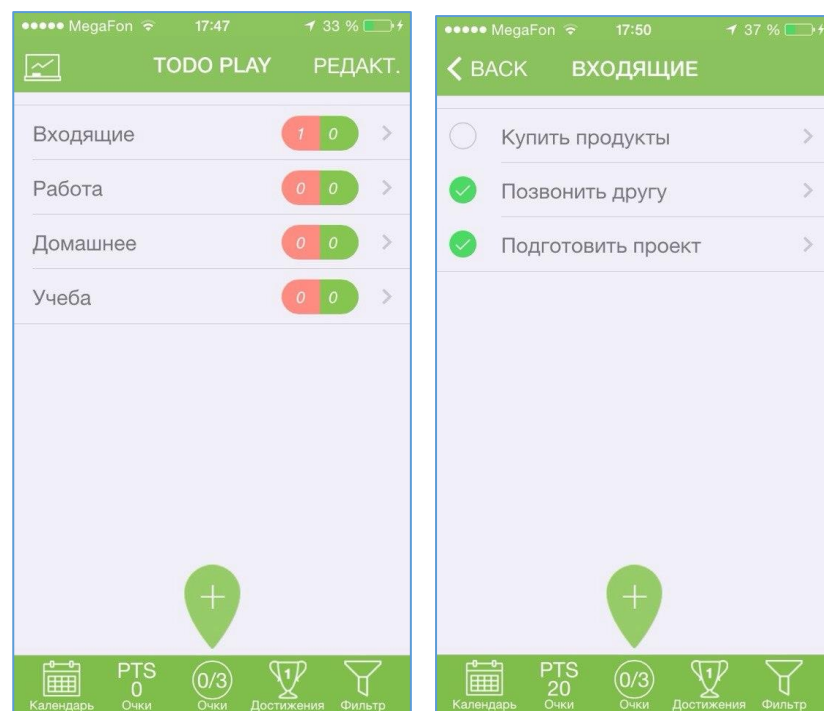 MegaFon 17:47 33 %
TODO PLAY РЕДАКТ.
Входящие 1 0
Работа 0 0
Домашнее 0 0
Учеба 0 0
+
PTS
0 0/3 1
Календарь Очки Очки Достижения Фильтр
MegaFon 17:50 37 %
BACK ВХОДЯЩИЕ
Купить продукты
Позвонить другу
Подготовить проект
+
PTS
20 0/3 1
Календарь Очки Очки Достижения Фильтр